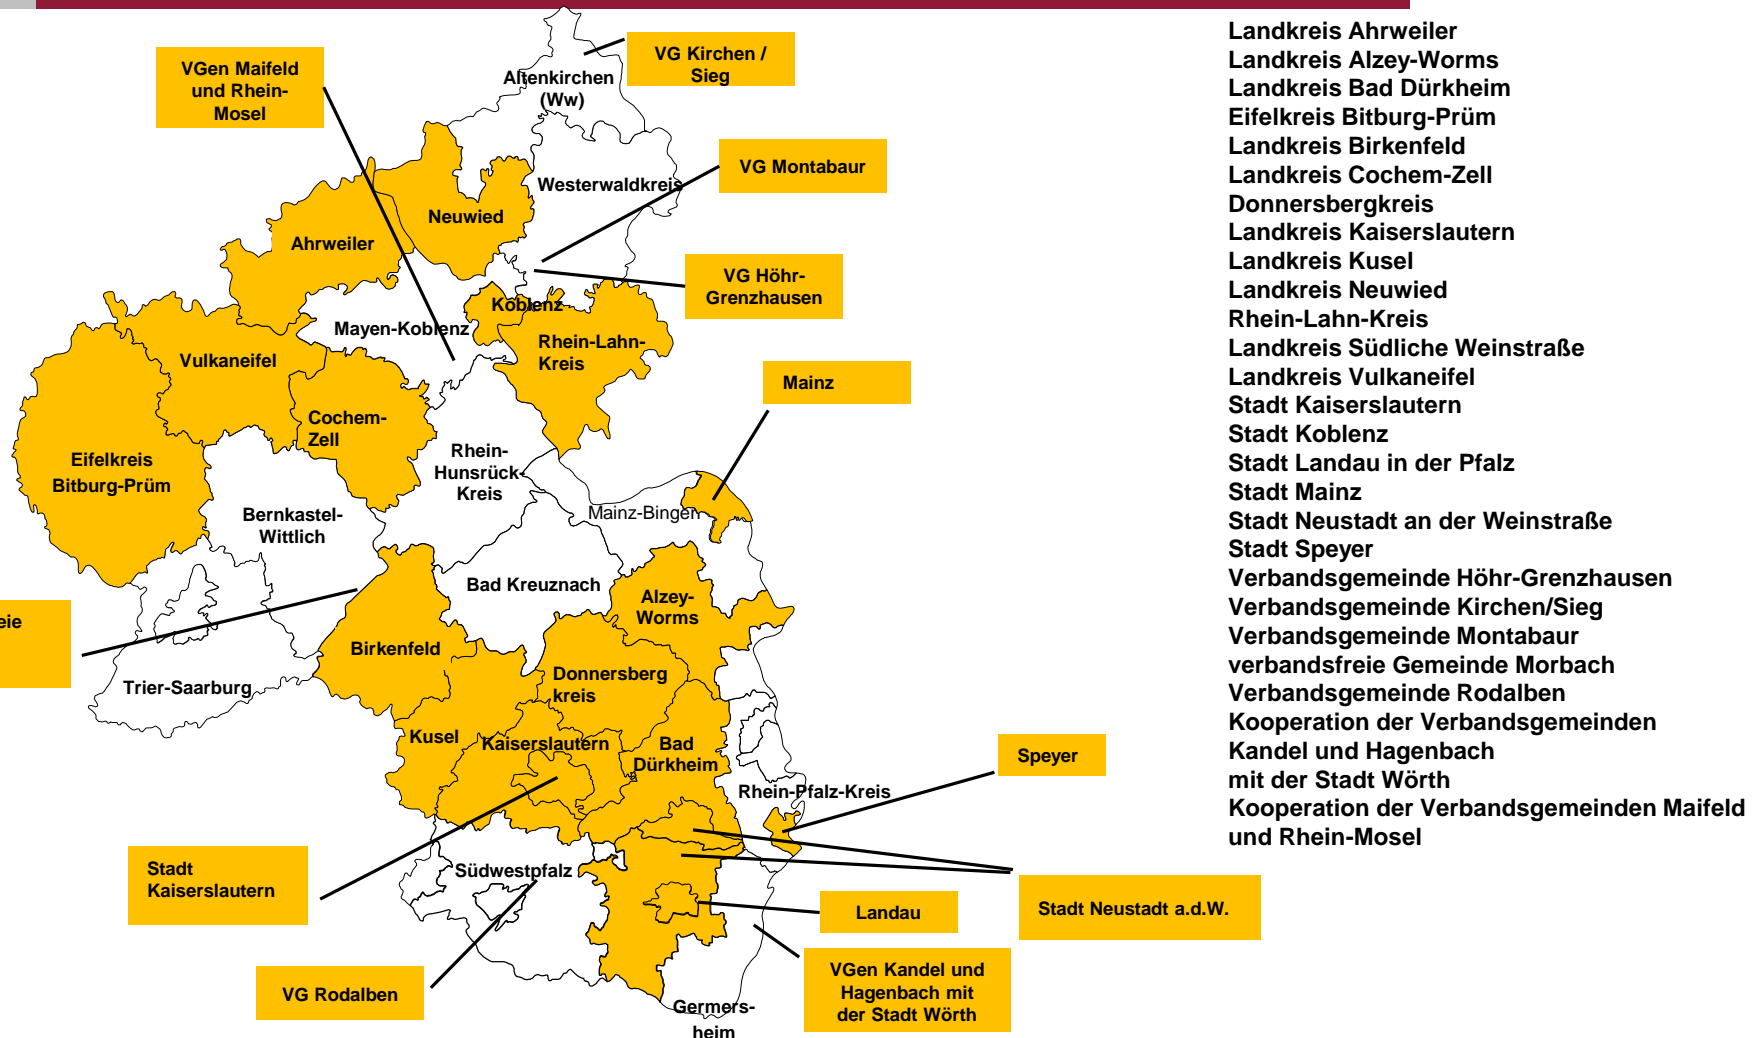 VG Kirchen /
Sieg
VGen Maifeld
und Rhein-
Mosel
Altenkirchen
(Ww)
VG Montabaur
Westerwaldkreis
Neuwied
Ahrweiler
VG Höhr-
Grenzhausen
Koblenz
Mayen-Koblenz
Rhein-Lahn-
Kreis
Vulkaneifel
Mainz
Cochem-
Zell
Eifelkreis
Bitburg-Prüm
Rhein-
Hunsrück-
Kreis
Bernkastel-
Wittlich
Mainz-Bingen
Bad Kreuznach
Alzey-
Worms
eie
Birkenfeld
Donnersberg
kreis
Trier-Saarburg
Kusel
Kaiserslautern
Bad
Dürkheim
Speyer
Rhein-Pfalz-Kreis
Stadt
Kaiserslautern
Südwestpfalz
Landau
Stadt Neustadt a.d.W.
VG Rodalben
VGen Kandel und
Hagenbach mit
der Stadt Wörth
Germers-
heim
Landkreis Ahrweiler
Landkreis Alzey-Worms
Landkreis Bad Dürkheim
Eifelkreis Bitburg-Prüm
Landkreis Birkenfeld
Landkreis Cochem-Zell
Donnersbergkreis
Landkreis Kaiserslautern
Landkreis Kusel
Landkreis Neuwied
Rhein-Lahn-Kreis
Landkreis Südliche Weinstraße
Landkreis Vulkaneifel
Stadt Kaiserslautern
Stadt Koblenz
Stadt Landau in der Pfalz
Stadt Mainz
Stadt Neustadt an der Weinstraße
Stadt Speyer
Verbandsgemeinde Höhr-Grenzhausen
Verbandsgemeinde Kirchen/Sieg
Verbandsgemeinde Montabaur
verbandsfreie Gemeinde Morbach
Verbandsgemeinde Rodalben
Kooperation der Verbandsgemeinden
Kandel und Hagenbach
mit der Stadt Wörth
Kooperation der Verbandsgemeinden Maifeld
und Rhein-Mosel